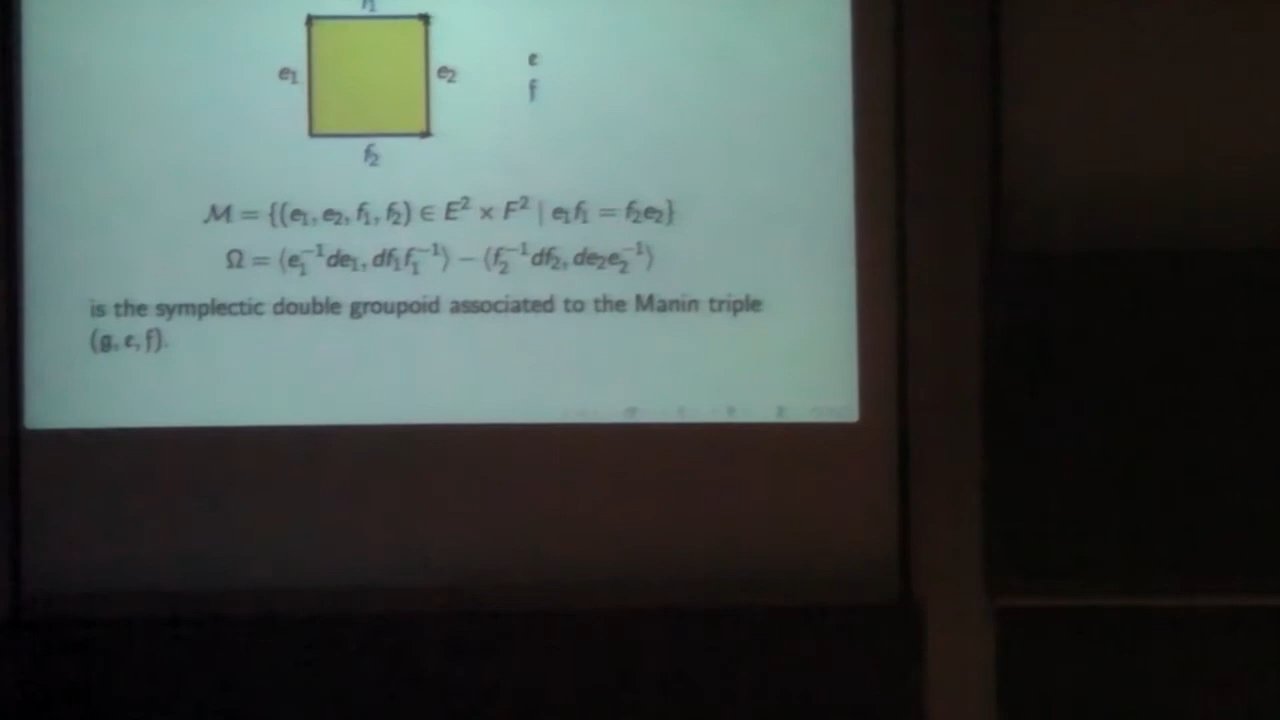 f₁
e₁ e₂ 𝔢
𝔣
f₂
ℳ = {(e₁, e₂, f₁, f₂) ∈ E² × F² | e₁f₁ = f₂e₂}
Ω = ⟨e₁⁻¹de₁, df₁f₁⁻¹⟩ − ⟨f₂⁻¹df₂, de₂e₂⁻¹⟩
is the symplectic double groupoid associated to the Manin triple
(𝔤, 𝔢, 𝔣).